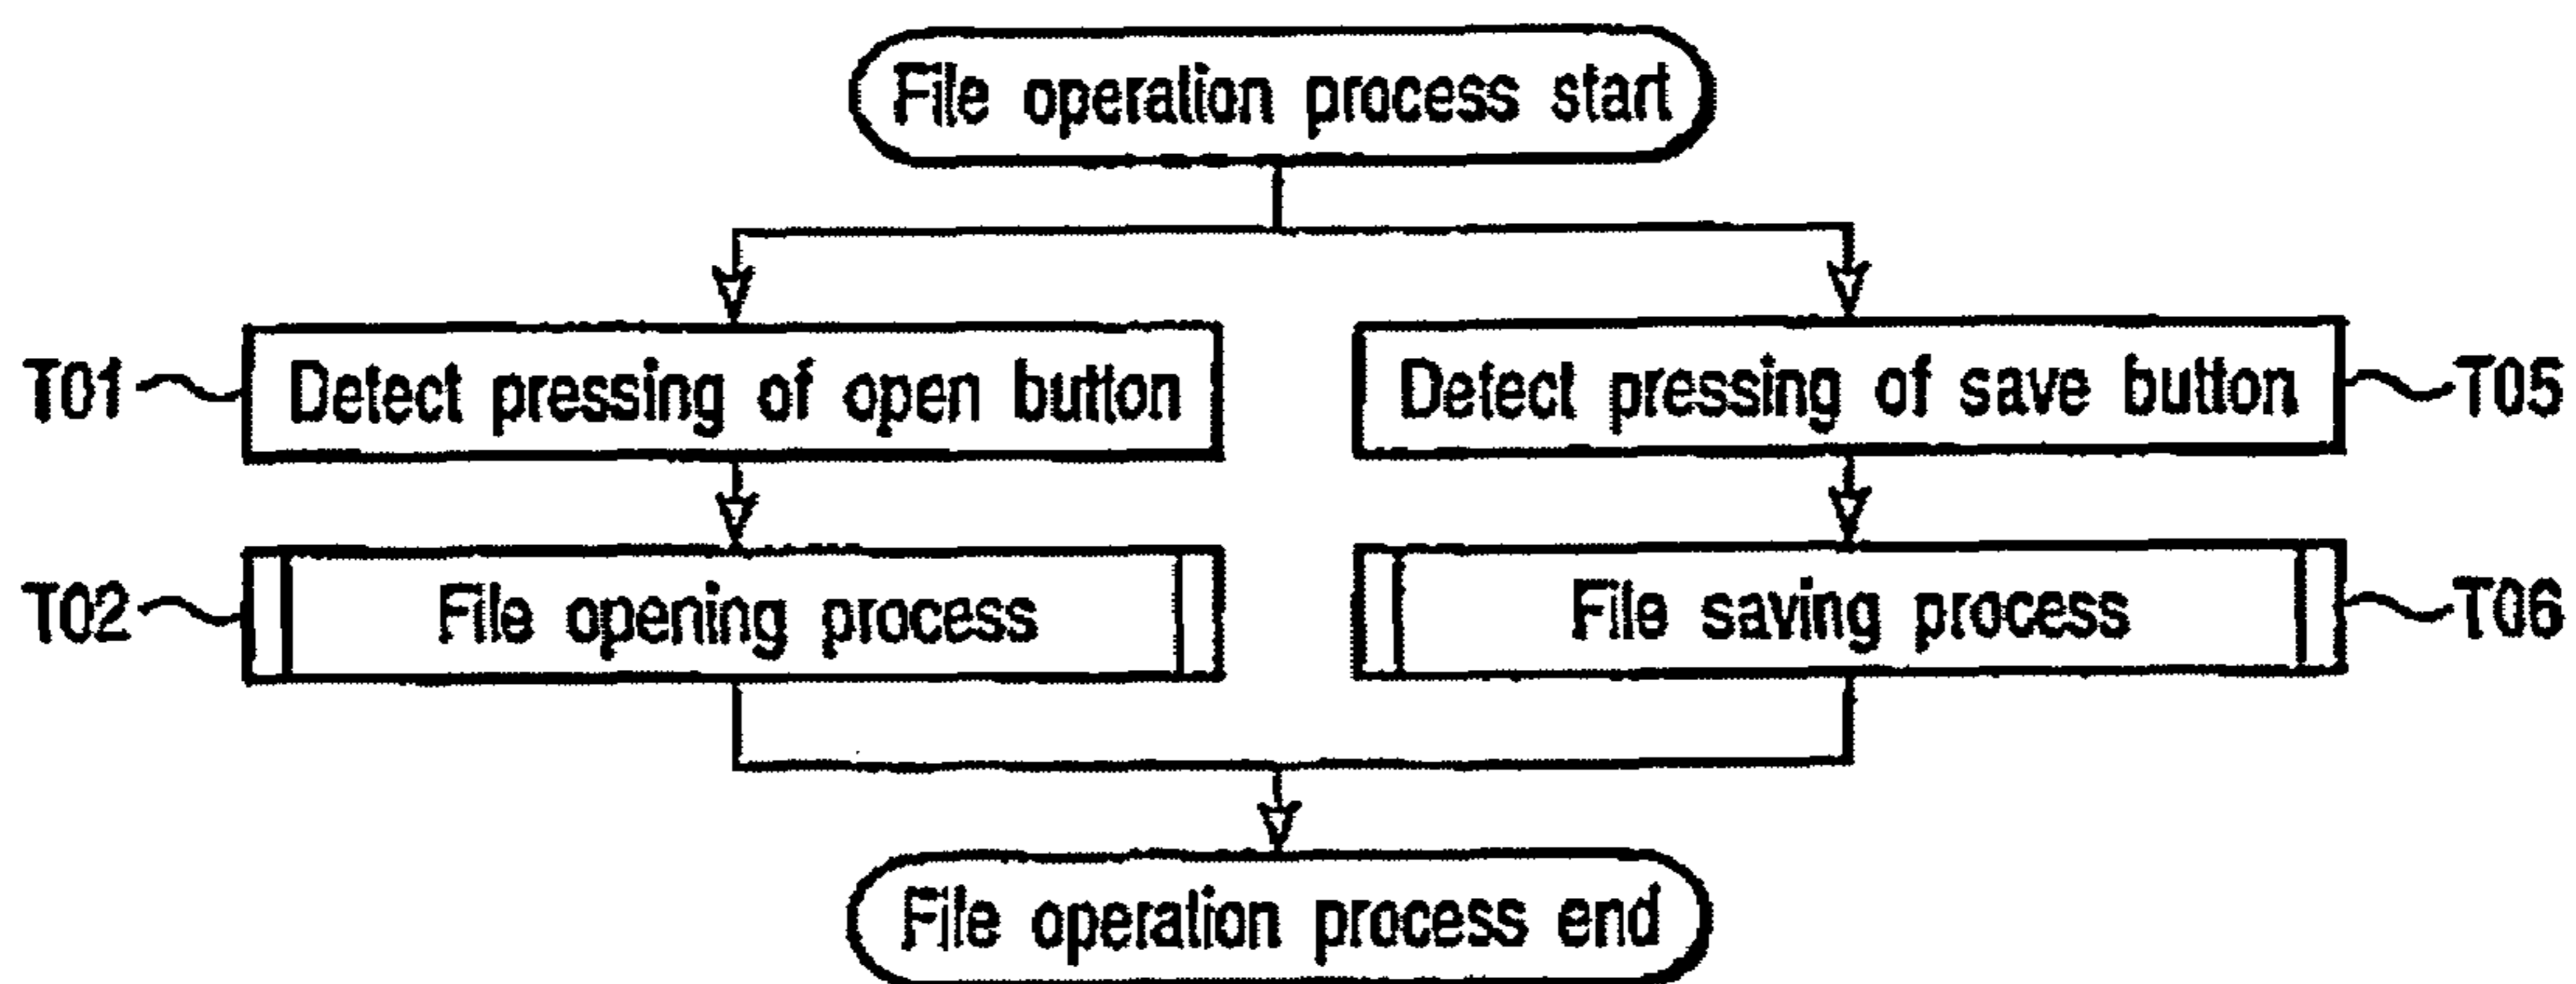 File operation process start
T01
Detect pressing of open button
Detect pressing of save button
T05
T02
File opening process
File saving process
T06
File operation process end